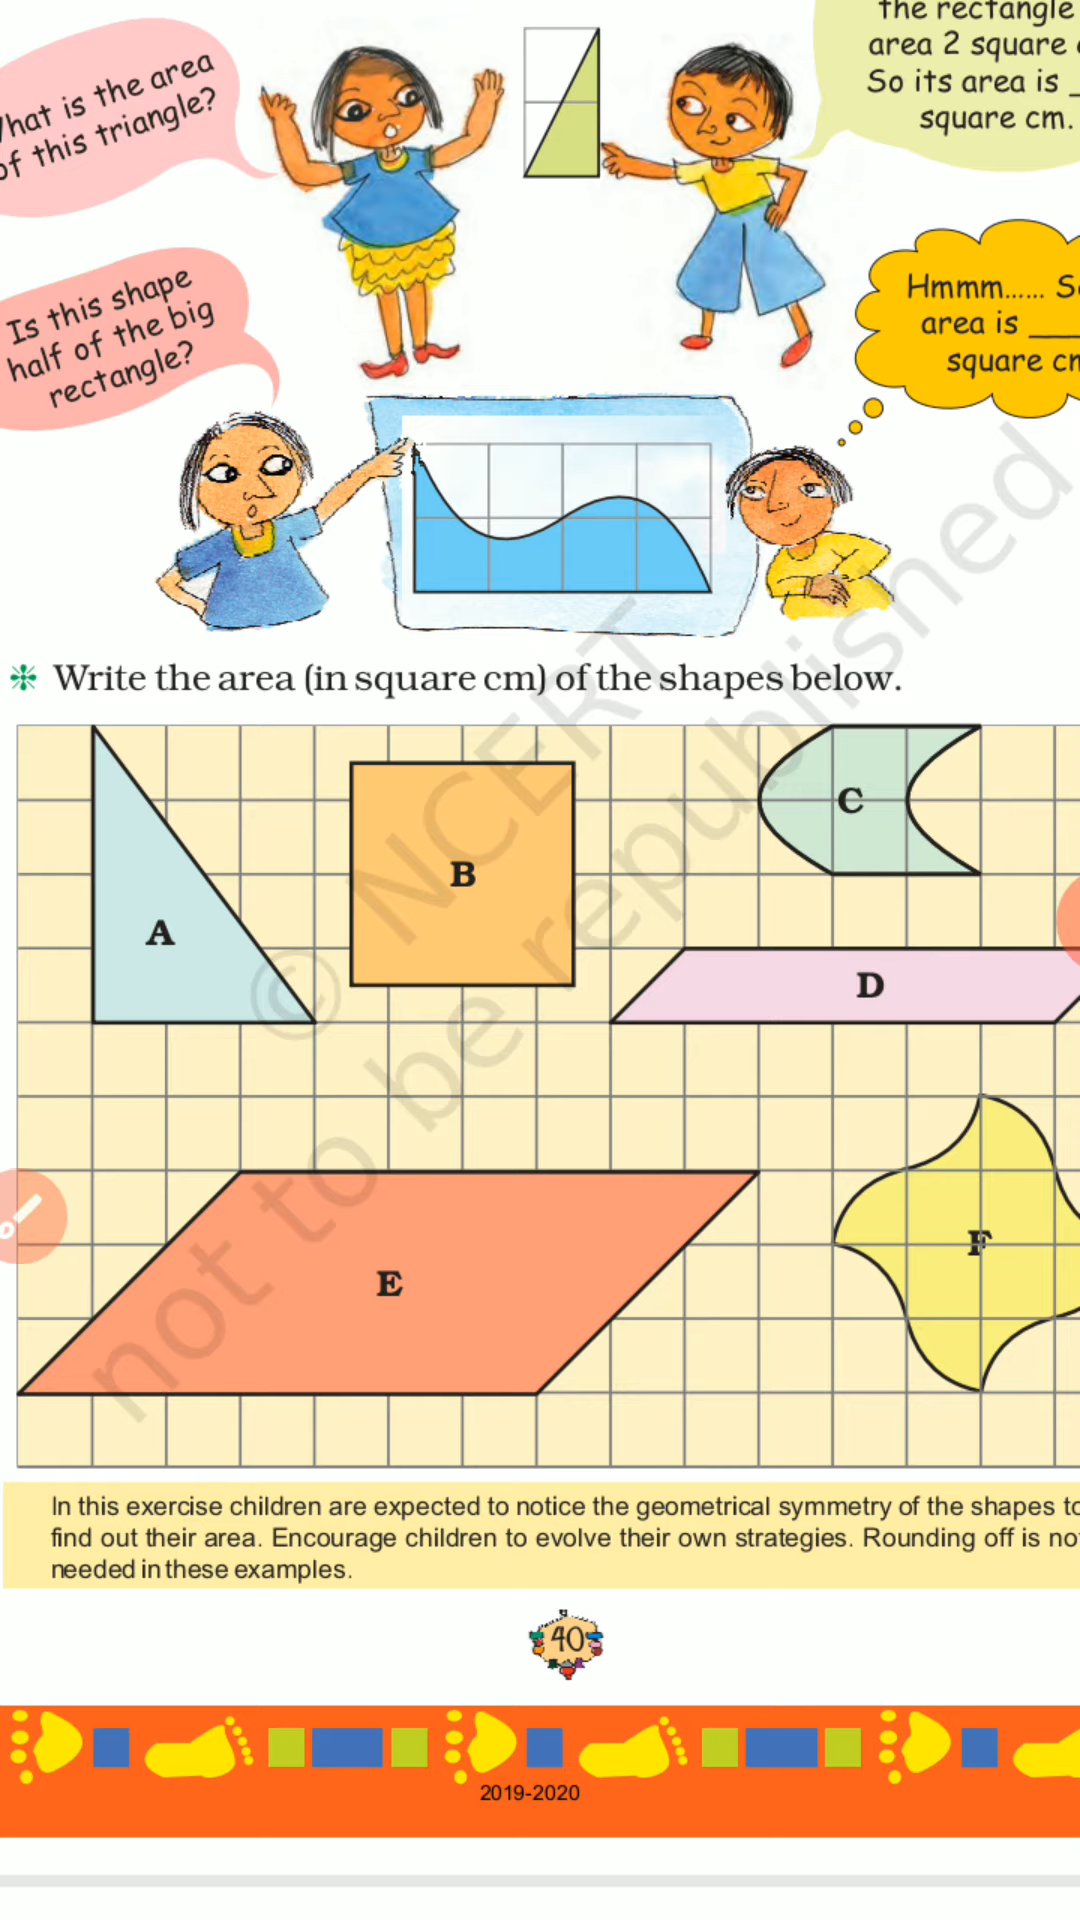 the rectangle
area 2 square
So its area is _
square cm.
What is the area
of this triangle?
Is this shape
half of the big
rectangle?
Hmmm...... S
area is ____
square cm
❇ Write the area (in square cm) of the shapes below.
A
B
C
D
E
F
© NCERT
not to be republished
In this exercise children are expected to notice the geometrical symmetry of the shapes to
find out their area. Encourage children to evolve their own strategies. Rounding off is no
needed in these examples.
40
2019-2020